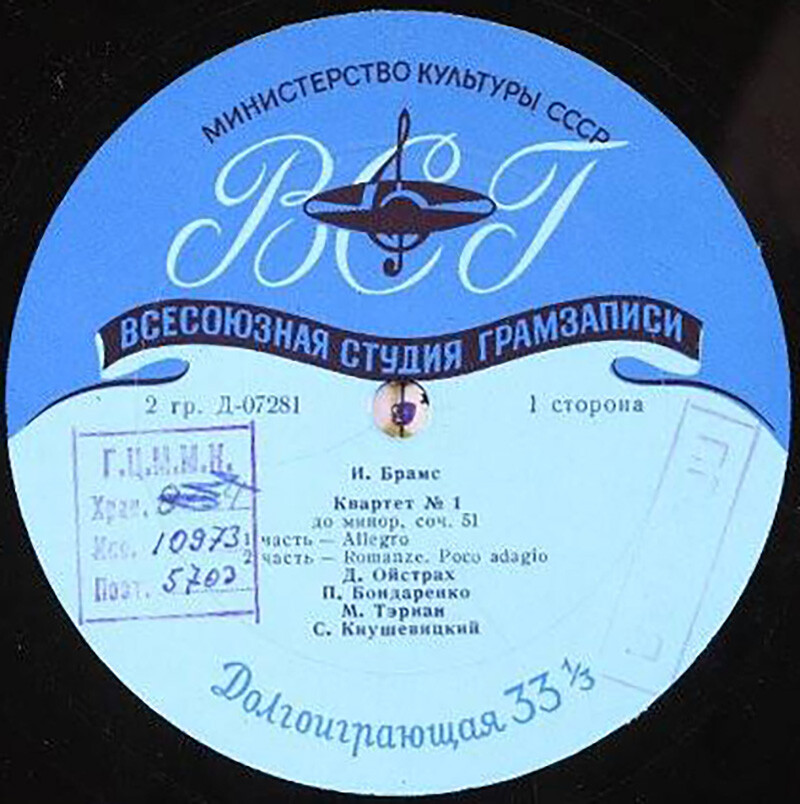 МИНИСТЕРСТВО КУЛЬТУРЫ СССР
ВСГ
ВСЕСОЮЗНАЯ СТУДИЯ ГРАМЗАПИСИ
2 гр. Д-07281
1 сторона
И. Брамс
Квартет № 1
до минор, соч. 51
1 часть — Allegro
2 часть — Romanze. Poco adagio
Д. Ойстрах
П. Бондаренко
М. Тэриан
С. Кнушевицкий
Г.Ц.М.М.К.
Хран.
Инв. 10973
Пост. 5703
Долгоиграющая 33 1/3